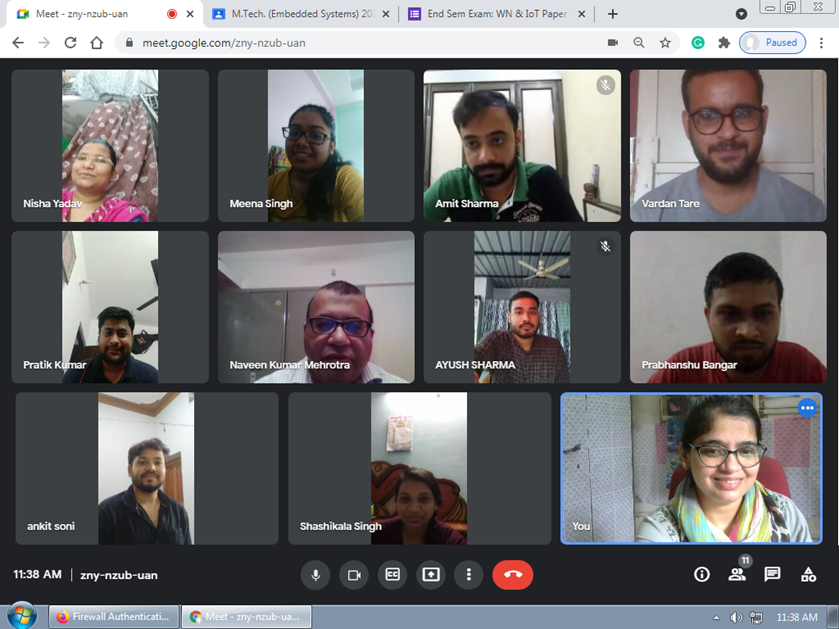 Meet - zny-nzub-uan
M.Tech. (Embedded Systems) 20
End Sem Exam: WN & IoT Paper
meet.google.com/zny-nzub-uan
Paused
Nisha Yadav
Meena Singh
Amit Sharma
Vardan Tare
Pratik Kumar
Naveen Kumar Mehrotra
AYUSH SHARMA
Prabhanshu Bangar
ankit soni
Shashikala Singh
You
11:38 AM | zny-nzub-uan
11
Firewall Authenticati...
Meet - zny-nzub-ua...
11:38 AM